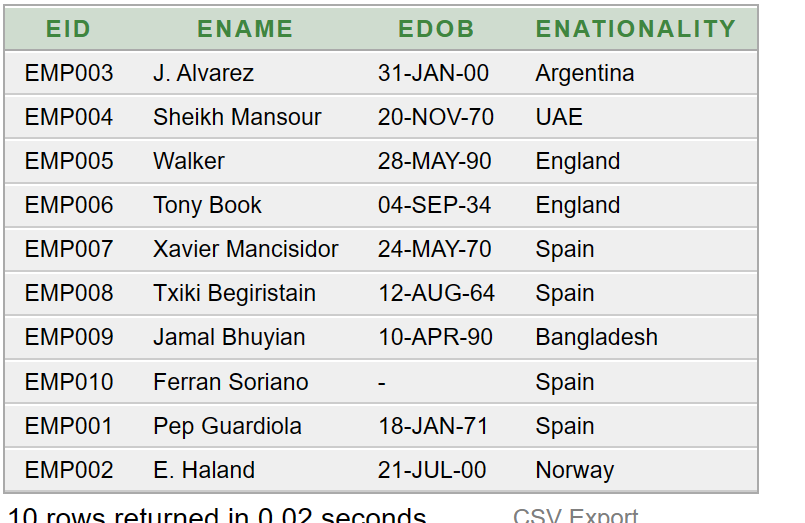 EID ENAME EDOB ENATIONALITY
EMP003 J. Alvarez 31-JAN-00 Argentina
EMP004 Sheikh Mansour 20-NOV-70 UAE
EMP005 Walker 28-MAY-90 England
EMP006 Tony Book 04-SEP-34 England
EMP007 Xavier Mancisidor 24-MAY-70 Spain
EMP008 Txiki Begiristain 12-AUG-64 Spain
EMP009 Jamal Bhuyian 10-APR-90 Bangladesh
EMP010 Ferran Soriano - Spain
EMP001 Pep Guardiola 18-JAN-71 Spain
EMP002 E. Haland 21-JUL-00 Norway
10 rows returned in 0.02 seconds CSV Export